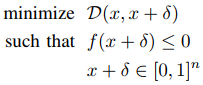 minimize 𝒟(x, x + δ)
such that f(x + δ) ≤ 0
x + δ ∈ [0, 1]ⁿ